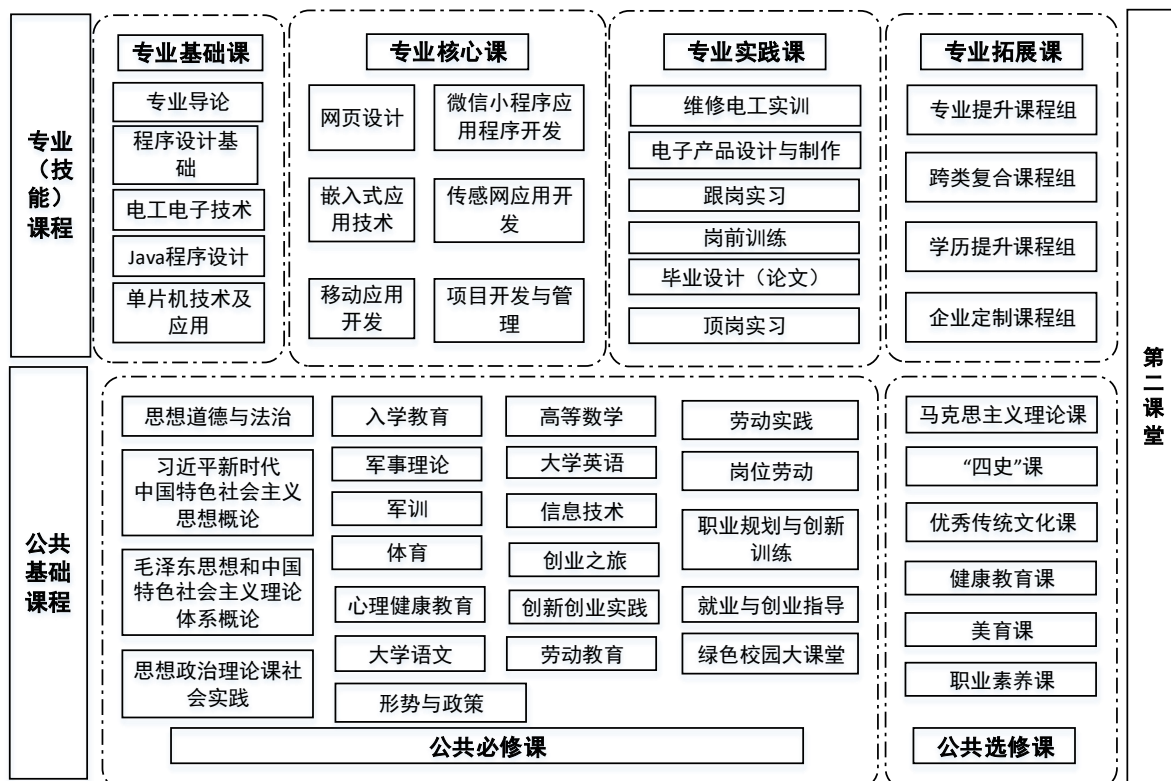 专业
（技
能）
课程
专业基础课
专业导论
程序设计基
础
电工电子技术
Java程序设计
单片机技术及
应用
专业核心课
网页设计
微信小程序应
用程序开发
嵌入式应
用技术
传感网应用开
发
移动应用
开发
项目开发与管
理
专业实践课
维修电工实训
电子产品设计与制作
跟岗实习
岗前训练
毕业设计（论文）
顶岗实习
专业拓展课
专业提升课程组
跨类复合课程组
学历提升课程组
企业定制课程组
公共
基础
课程
思想道德与法治
习近平新时代
中国特色社会主义
思想概论
毛泽东思想和中国
特色社会主义理论
体系概论
思想政治理论课社
会实践
入学教育
军事理论
军训
体育
心理健康教育
大学语文
形势与政策
高等数学
大学英语
信息技术
创业之旅
创新创业实践
劳动教育
劳动实践
岗位劳动
职业规划与创新
训练
就业与创业指导
绿色校园大课堂
公共必修课
马克思主义理论课
“四史”课
优秀传统文化课
健康教育课
美育课
职业素养课
公共选修课
第
二
课
堂